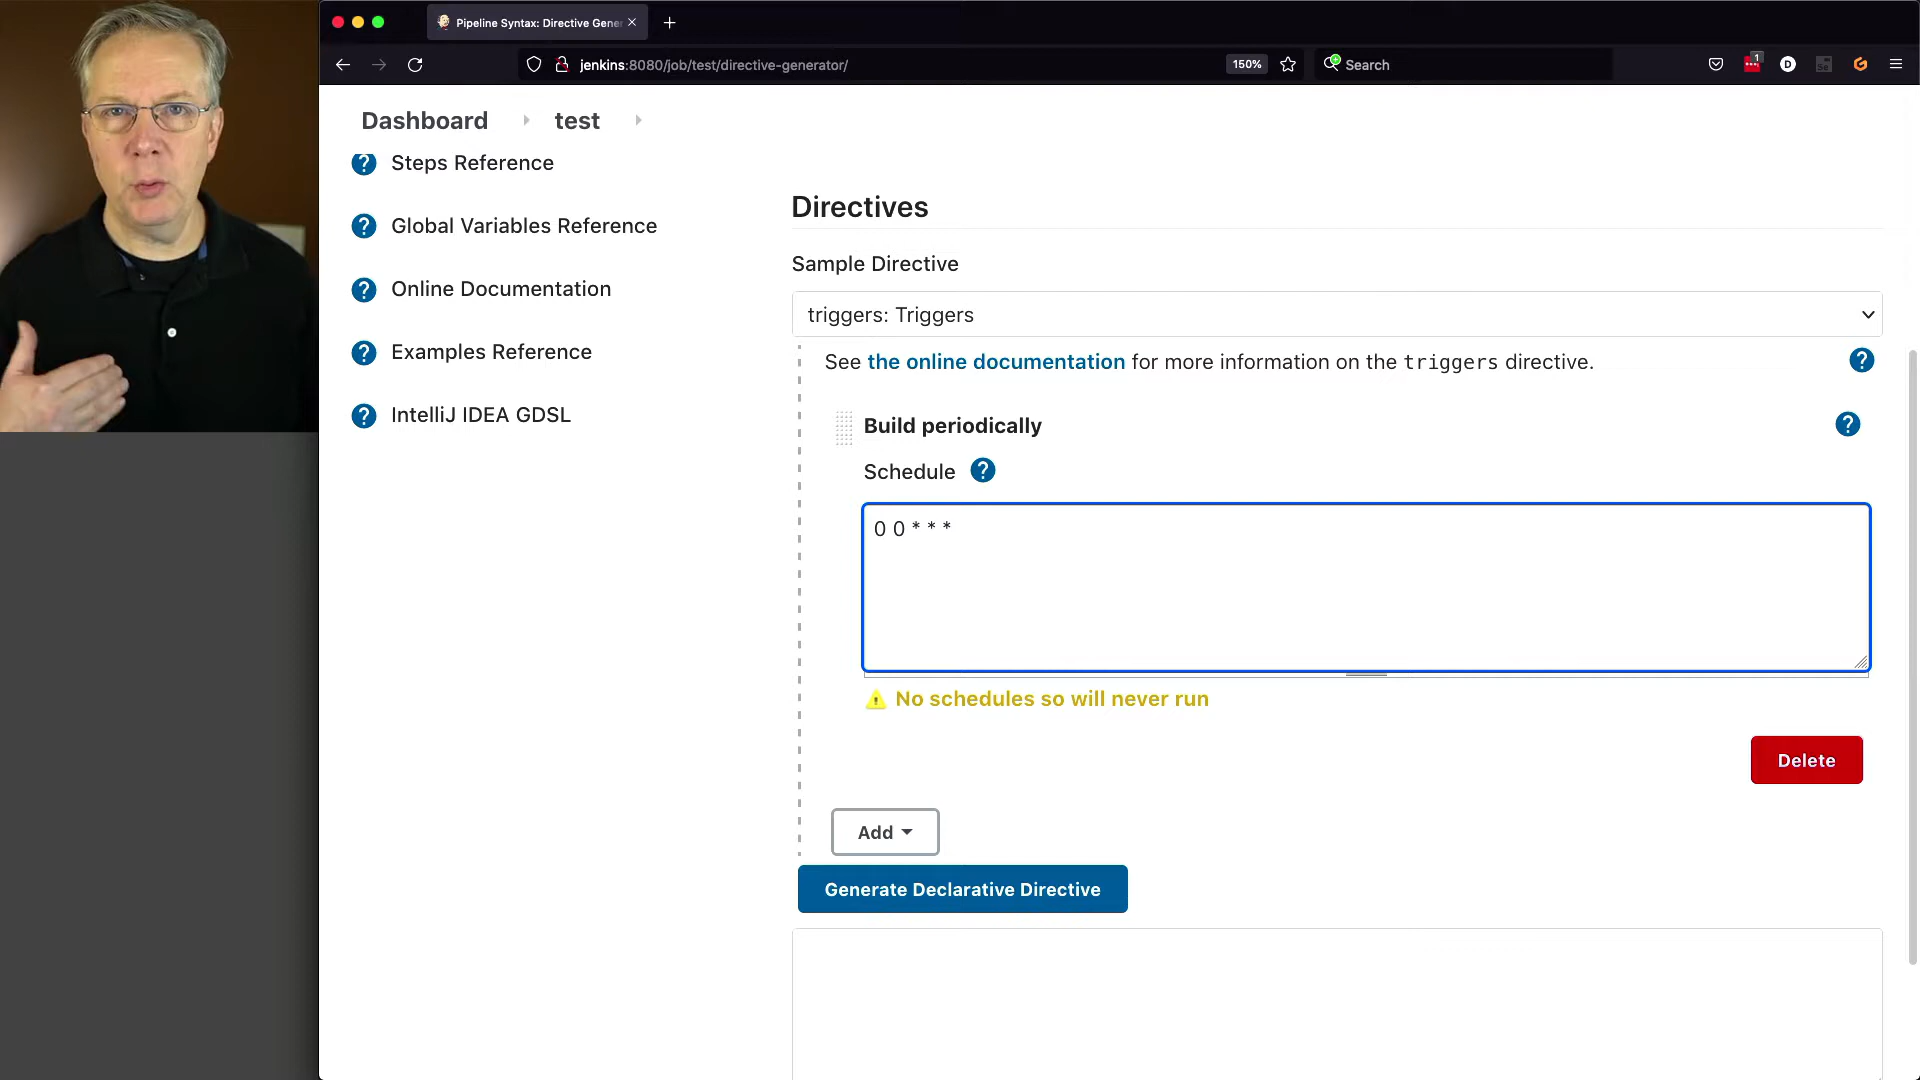 Pipeline Syntax: Directive Gene
jenkins:8080/job/test/directive-generator/
150%
Search
1
D
Dashboard
test
Steps Reference
Global Variables Reference
Online Documentation
Examples Reference
IntelliJ IDEA GDSL
Directives
Sample Directive
triggers: Triggers
See the online documentation for more information on the triggers directive.
Build periodically
Schedule
0 0 * * *
No schedules so will never run
Delete
Add
Generate Declarative Directive